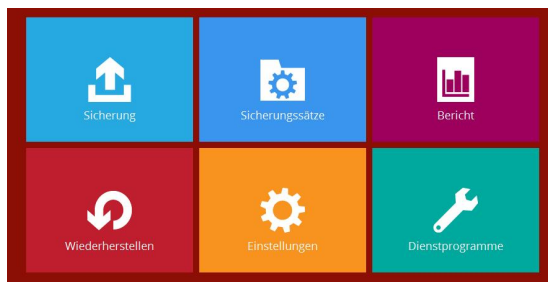 Sicherung
Sicherungssätze
Bericht
Wiederherstellen
Einstellungen
Dienstprogramme